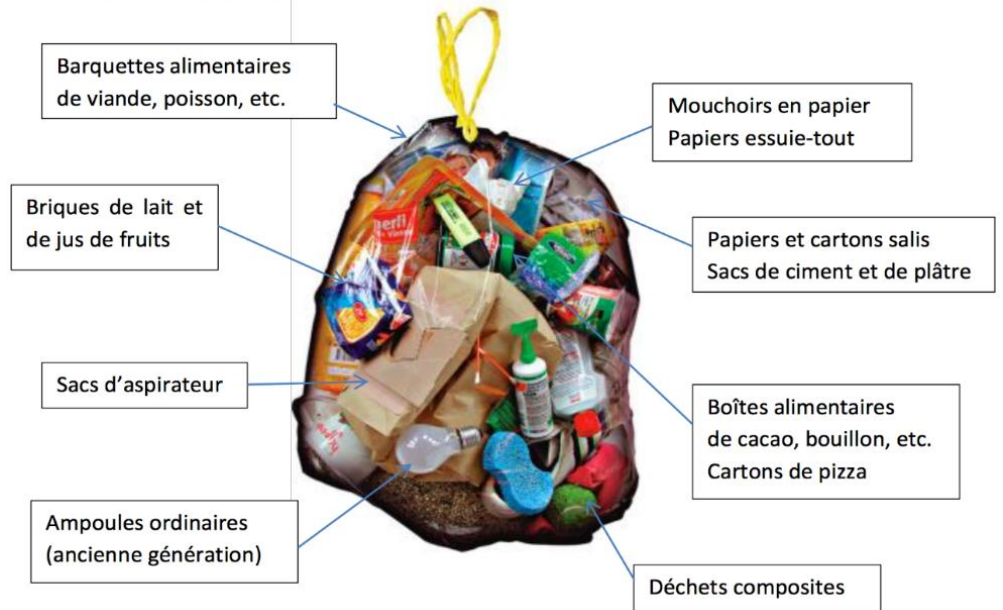 Barquettes alimentaires
de viande, poisson, etc.
Mouchoirs en papier
Papiers essuie-tout
Briques de lait et
de jus de fruits
Papiers et cartons salis
Sacs de ciment et de plâtre
Sacs d'aspirateur
Boîtes alimentaires
de cacao, bouillon, etc.
Cartons de pizza
Ampoules ordinaires
(ancienne génération)
Déchets composites